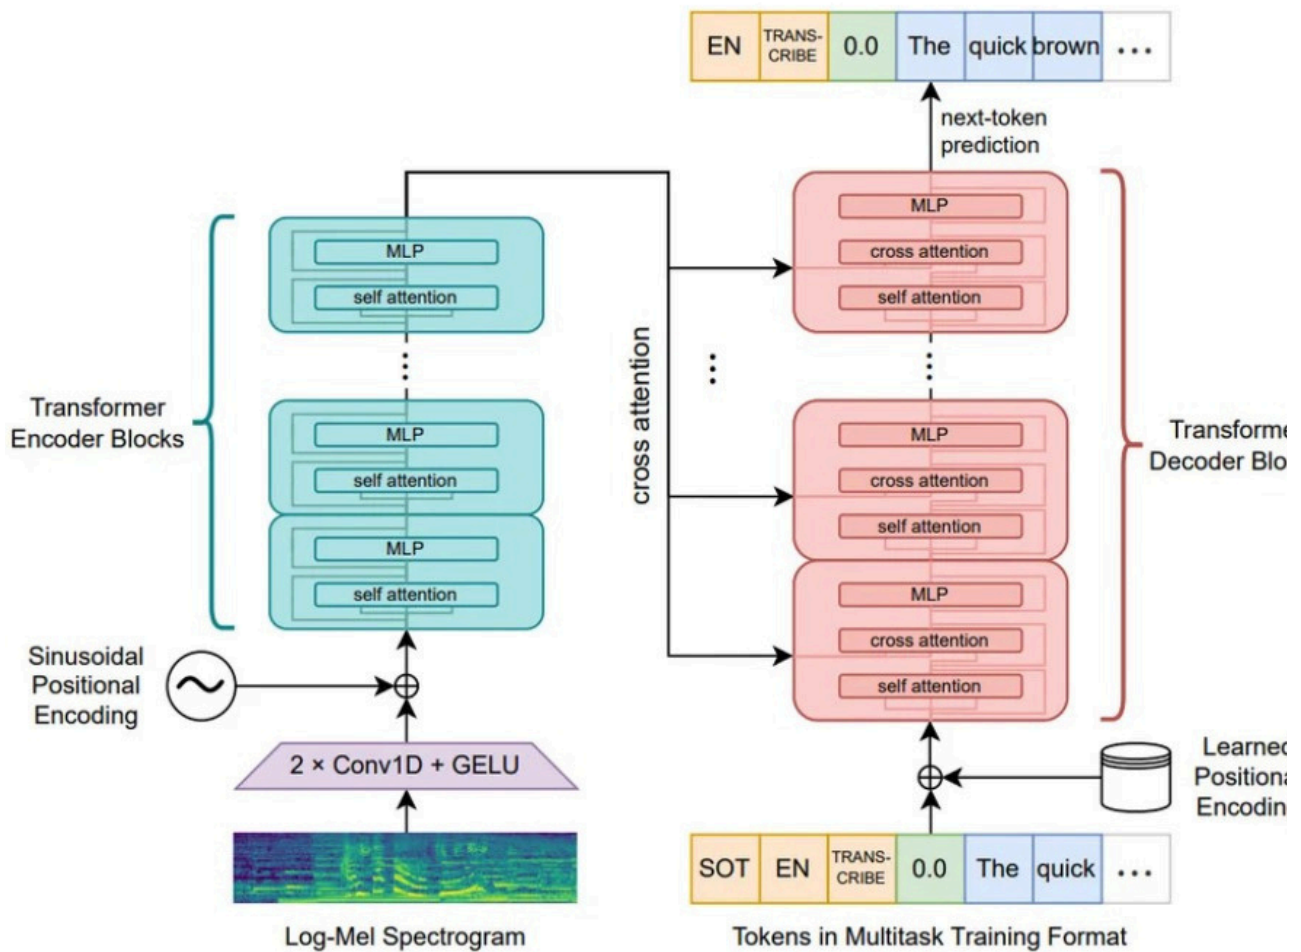 EN
TRANS-
CRIBE
0.0
The
quick
brown
...
next-token
prediction
MLP
cross attention
self attention
MLP
self attention
...
...
...
cross attention
Transformer
Encoder Blocks
MLP
self attention
MLP
self attention
MLP
cross attention
self attention
MLP
cross attention
self attention
Transforme
Decoder Blo
Sinusoidal
Positional
Encoding
2 × Conv1D + GELU
Learned
Positiona
Encodin
SOT
EN
TRANS-
CRIBE
0.0
The
quick
...
Log-Mel Spectrogram
Tokens in Multitask Training Format